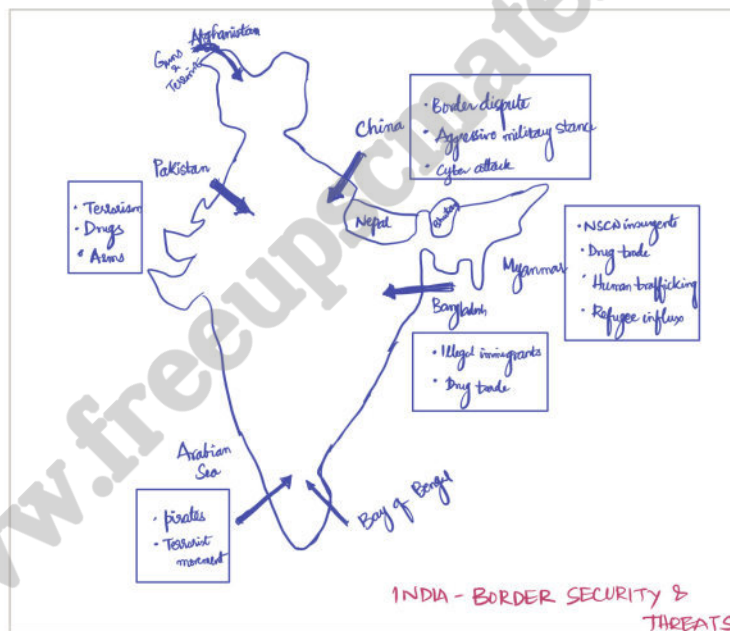 Afghanistan
Guns
&
Terrorist
China
• Border dispute
• Aggressive military stance
• Cyber attack
Pakistan
• Terrorism
• Drugs
• Arms
Nepal
Bhutan
Myanmar
• NSCN insurgents
• Drug trade
• Human trafficking
• Refugee influx
Bangladesh
• Illegal immigrants
• Drug trade
Arabian
Sea
• pirates
• Terrorist
movement
Bay of Bengal
INDIA - BORDER SECURITY &
THREATS
www.freeupscmate